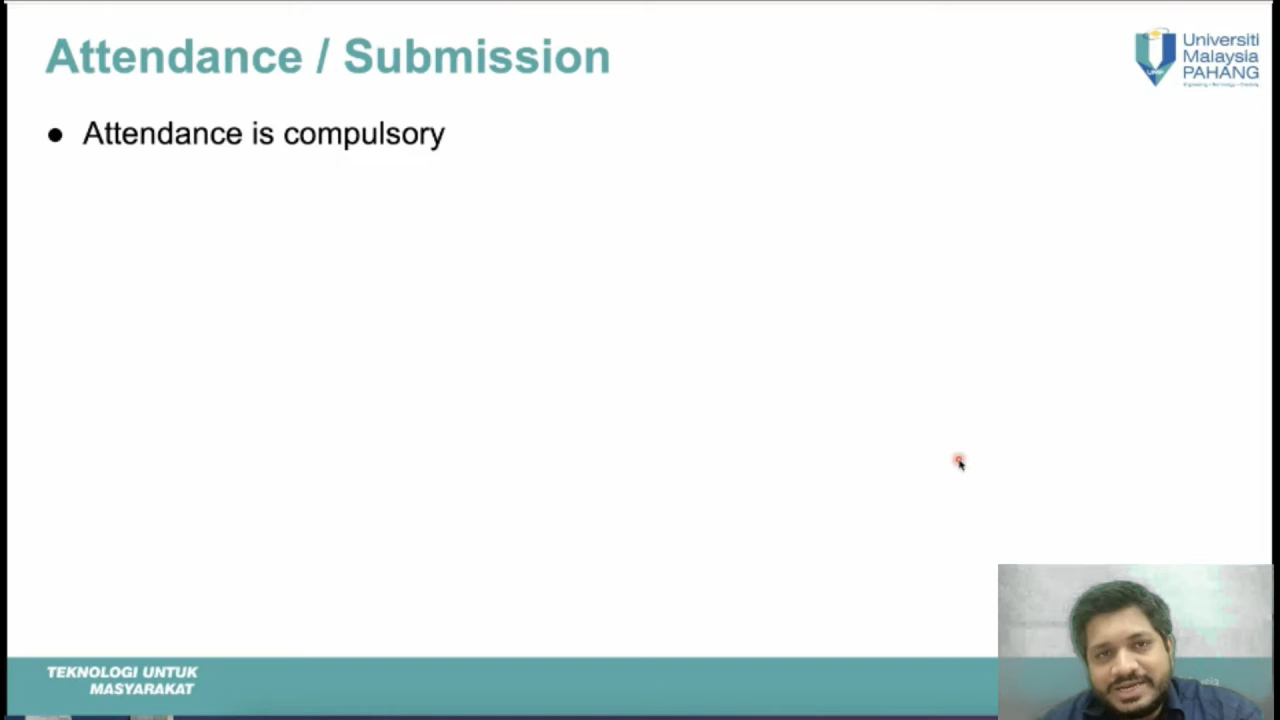 Attendance / Submission
Universiti
Malaysia
PAHANG
● Attendance is compulsory
TEKNOLOGI UNTUK
MASYARAKAT